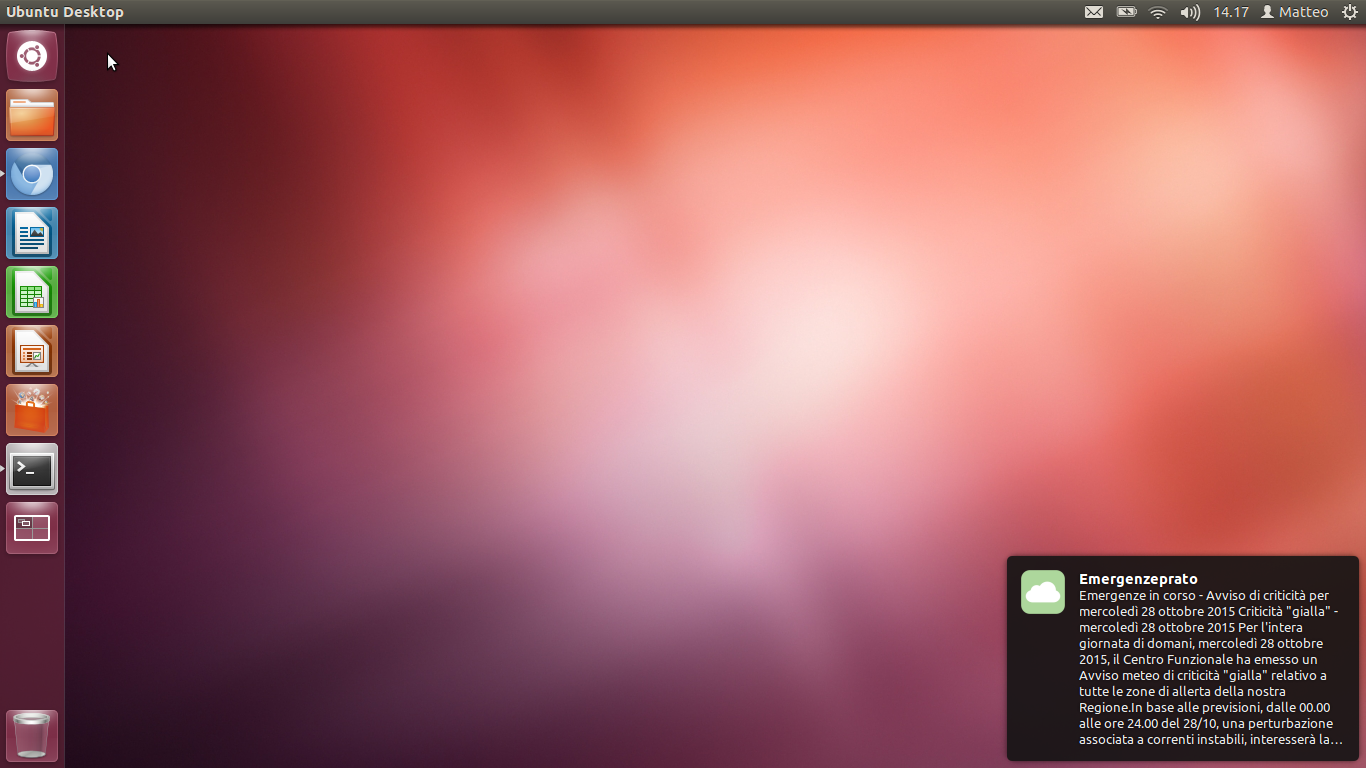 Ubuntu Desktop
14.17 Matteo
Emergenzeprato
Emergenze in corso - Avviso di criticità per
mercoledì 28 ottobre 2015 Criticità "gialla" -
mercoledì 28 ottobre 2015 Per l'intera
giornata di domani, mercoledì 28 ottobre
2015, il Centro Funzionale ha emesso un
Avviso meteo di criticità "gialla" relativo a
tutte le zone di allerta della nostra
Regione.In base alle previsioni, dalle 00.00
alle ore 24.00 del 28/10, una perturbazione
associata a correnti instabili, interesserà la...